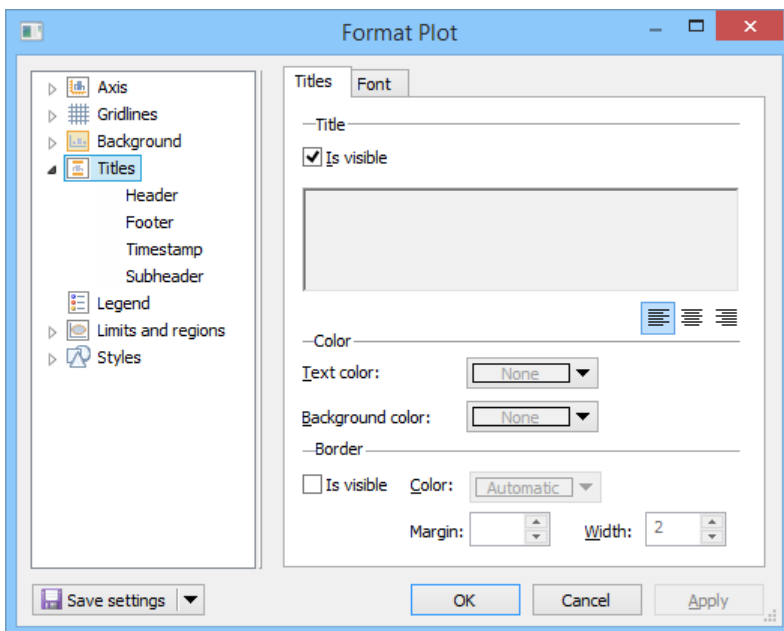 Format Plot
Axis
Gridlines
Background
Titles
Header
Footer
Timestamp
Subheader
Legend
Limits and regions
Styles
Titles Font
Title
Is visible
Color
Text color: None
Background color: None
Border
Is visible Color: Automatic
Margin: Width: 2
Save settings OK Cancel Apply